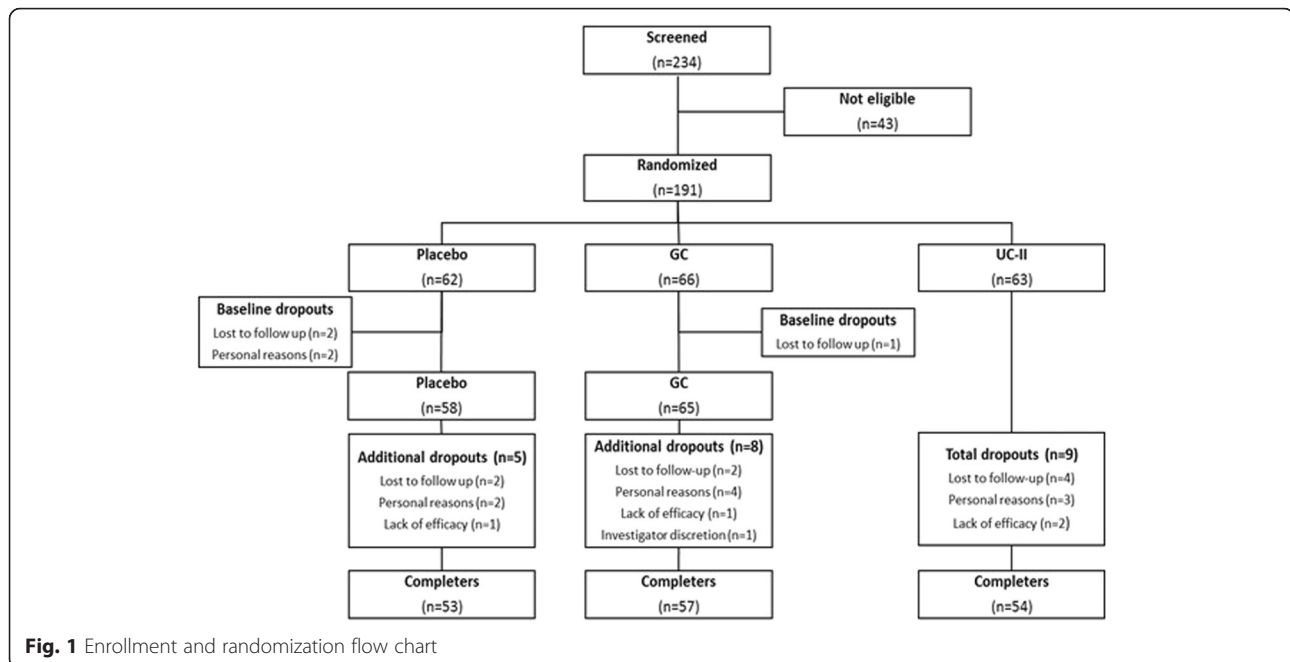 Screened
(n=234)
Not eligible
(n=43)
Randomized
(n=191)
Placebo
(n=62)
GC
(n=66)
UC-II
(n=63)
Baseline dropouts
Lost to follow up (n=2)
Personal reasons (n=2)
Baseline dropouts
Lost to follow up (n=1)
Placebo
(n=58)
GC
(n=65)
Additional dropouts (n=5)
Lost to follow up (n=2)
Personal reasons (n=2)
Lack of efficacy (n=1)
Additional dropouts (n=8)
Lost to follow-up (n=2)
Personal reasons (n=4)
Lack of efficacy (n=1)
Investigator discretion (n=1)
Total dropouts (n=9)
Lost to follow-up (n=4)
Personal reasons (n=3)
Lack of efficacy (n=2)
Completers
(n=53)
Completers
(n=57)
Completers
(n=54)
Fig. 1 Enrollment and randomization flow chart